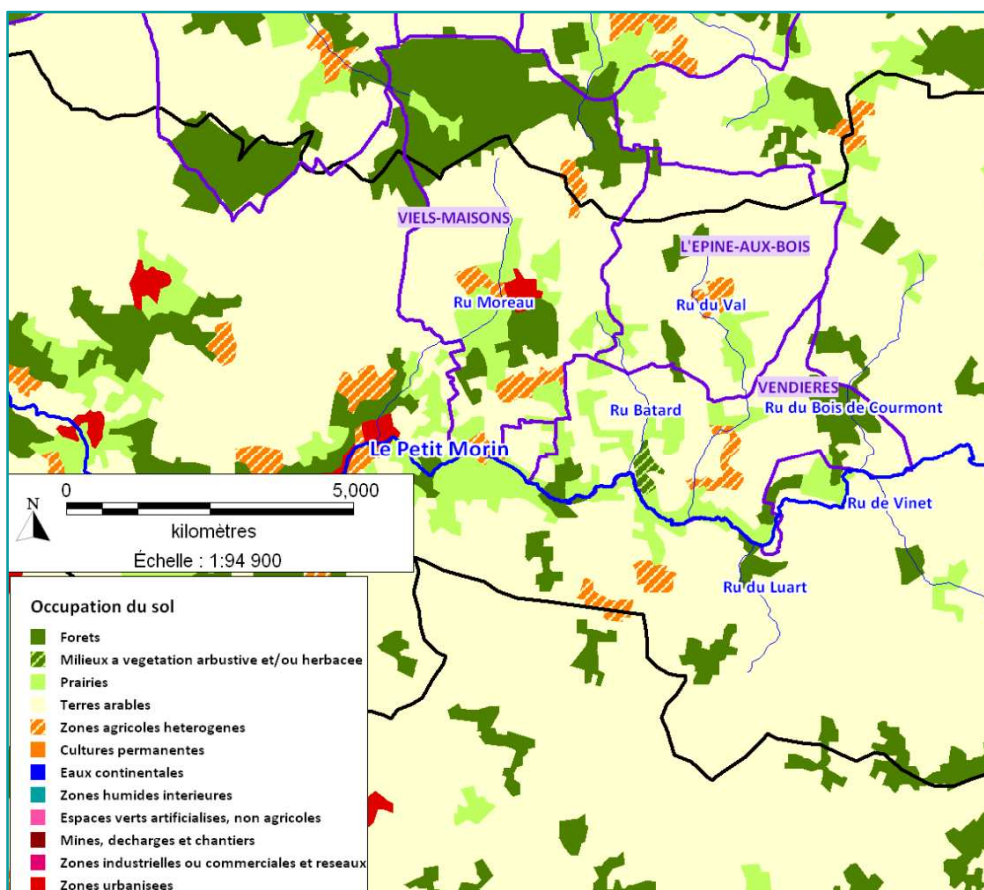 VIELS-MAISONS
L'EPINE-AUX-BOIS
Ru Moreau
Ru du Val
VENDIERES
Ru Batard
Ru du Bois de Courmont
Le Petit Morin
0 5,000
kilomètres
N
Échelle : 1:94 900
Ru de Vinet
Ru du Luart
Occupation du sol
Forets
Milieux a vegetation arbustive et/ou herbacee
Prairies
Terres arables
Zones agricoles heterogenes
Cultures permanentes
Eaux continentales
Zones humides interieures
Espaces verts artificialises, non agricoles
Mines, decharges et chantiers
Zones industrielles ou commerciales et reseaux
Zones urbanisees